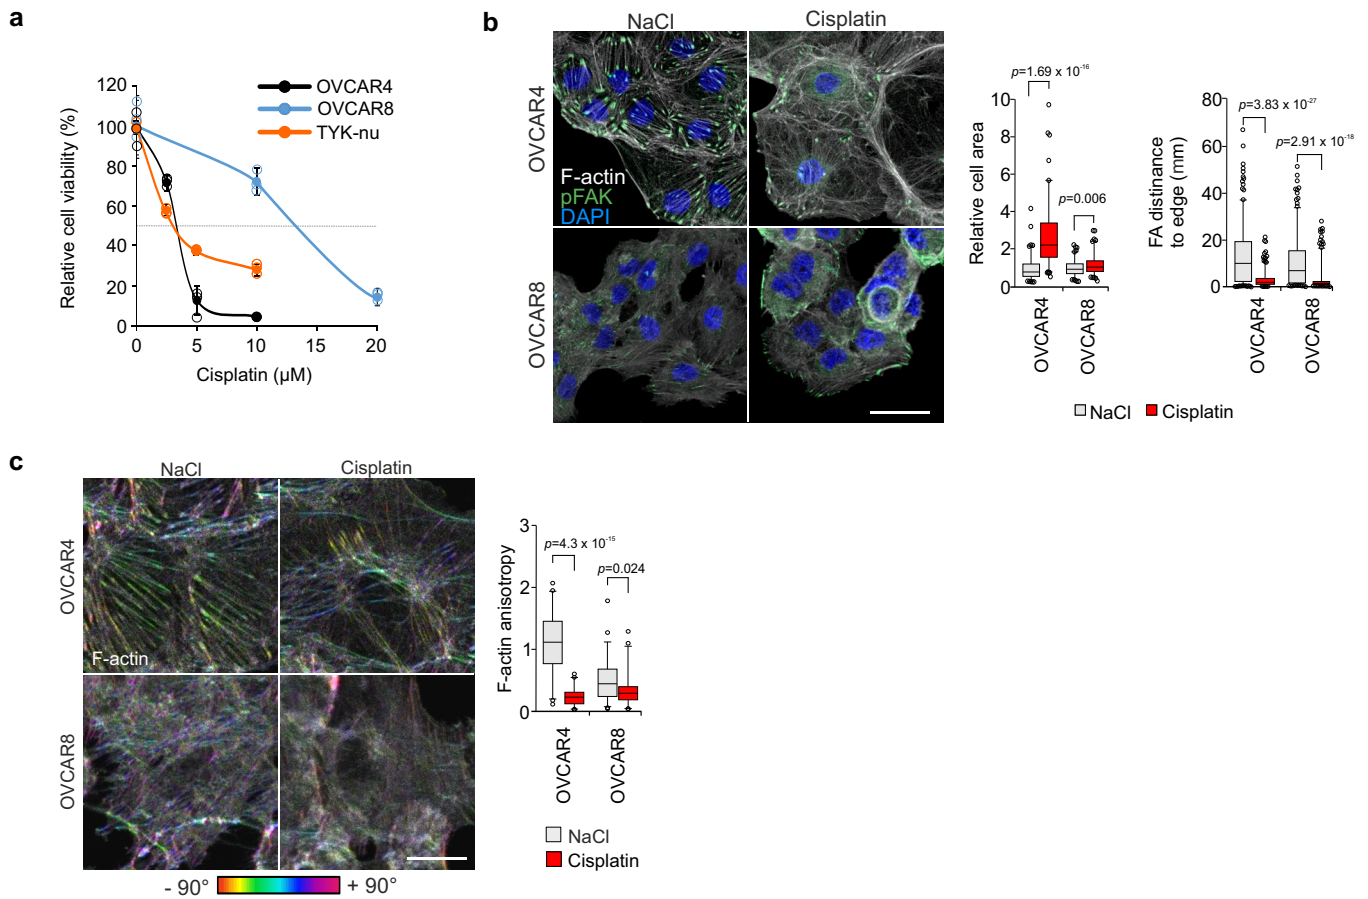 a
OVCAR4
OVCAR8
TYK-nu
120
100
80
60
40
20
0
Relative cell viability (%)
0 5 10 15 20
Cisplatin (µM)
b
NaCl Cisplatin
OVCAR4
OVCAR8
F-actin
pFAK
DAPI
p=1.69 x 10⁻¹⁶
p=0.006
10
8
6
4
2
0
Relative cell area
OVCAR4 OVCAR8
p=3.83 x 10⁻²⁷
p=2.91 x 10⁻¹⁸
80
60
40
20
0
FA distinance
to edge (mm)
OVCAR4 OVCAR8
NaCl Cisplatin
c
NaCl Cisplatin
OVCAR4
OVCAR8
F-actin
- 90° + 90°
p=4.3 x 10⁻¹⁵
p=0.024
3
2
1
0
F-actin anisotropy
OVCAR4 OVCAR8
NaCl
Cisplatin